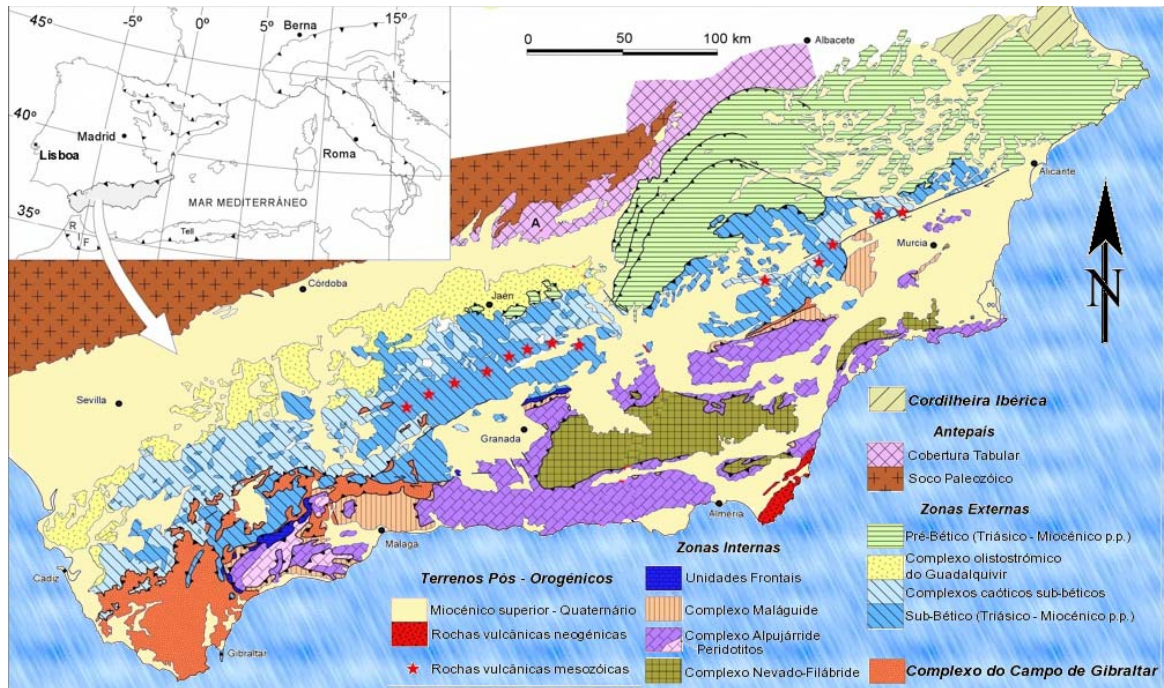 45º
-5º
0º
5º
Berna
15º
40º
Madrid
Lisboa
Roma
MAR MEDITERRÁNEO
35º
R
F
Tell
0
50
100 km
Albacete
A
Alicante
Murcia
N
Córdoba
Jaén
Sevilla
Granada
Almeria
Malaga
Cadiz
Gibraltar
Cordilheira Ibérica
Antepaís
Cobertura Tabular
Soco Paleozóico
Zonas Externas
Pré-Bético (Triásico - Miocénico p.p.)
Complexo olistostrómico
do Guadalquivir
Complexos caóticos sub-béticos
Sub-Bético (Triásico - Miocénico p.p.)
Complexo do Campo de Gibraltar
Zonas Internas
Unidades Frontais
Complexo Maláguide
Complexo Alpujárride
Peridotitos
Complexo Nevado-Filábride
Terrenos Pós - Orogénicos
Miocénico superior - Quaternário
Rochas vulcânicas neogénicas
Rochas vulcânicas mesozóicas